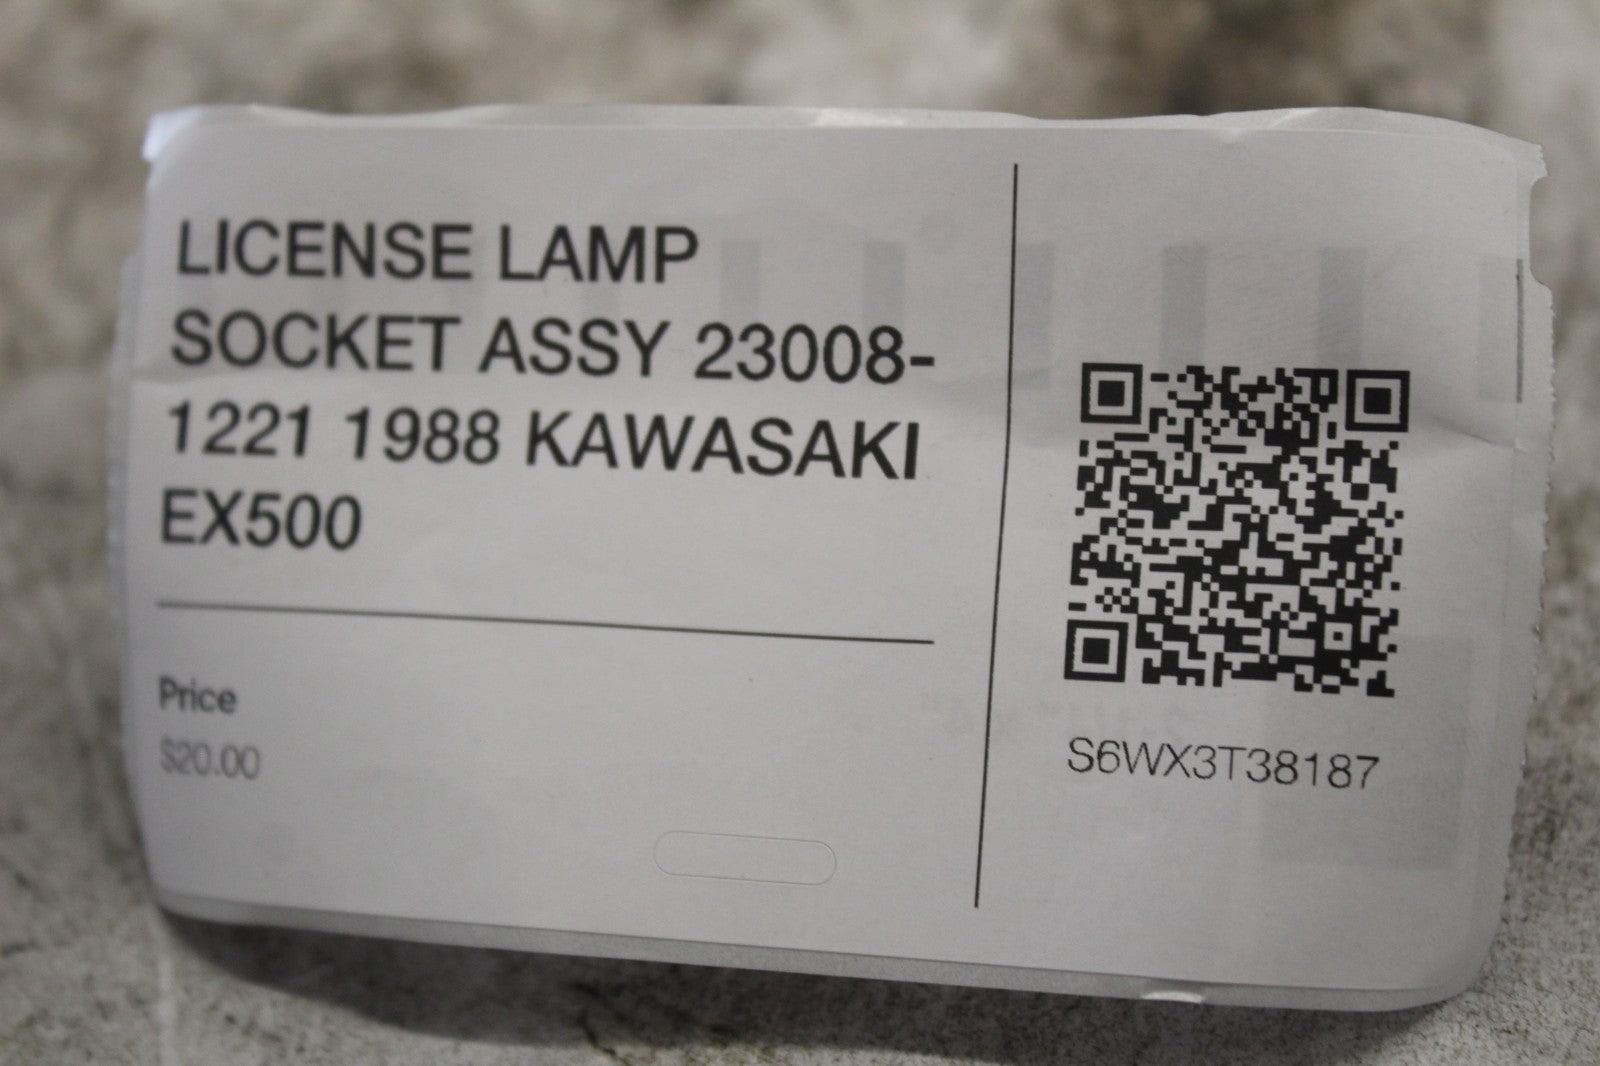 LICENSE LAMP
SOCKET ASSY 23008-
1221 1988 KAWASAKI
EX500
Price
$20.00
S6WX3T38187